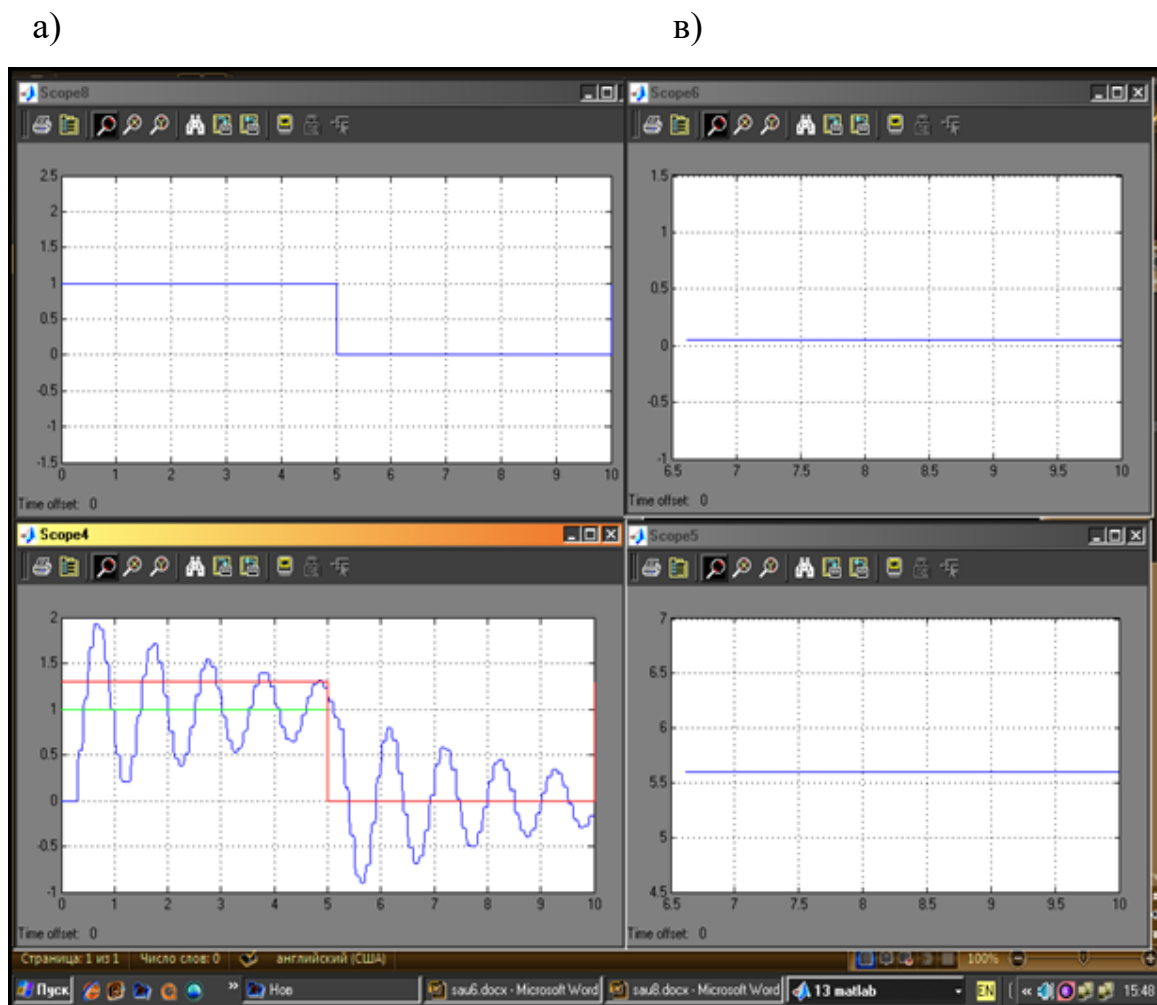 а) в)
Scope8
2.5
2
1.5
1
0.5
0
-0.5
-1
-1.5
0 1 2 3 4 5 6 7 8 9 10
Time offset: 0
Scope6
1.5
1
0.5
0
-0.5
-1
6.5 7 7.5 8 8.5 9 9.5 10
Time offset: 0
Scope4
2
1.5
1
0.5
0
-0.5
-1
0 1 2 3 4 5 6 7 8 9 10
Time offset: 0
Scope5
7
6.5
6
5.5
5
4.5
6.5 7 7.5 8 8.5 9 9.5 10
Time offset: 0
Страница: 1 из 1 Число слов: 0 английский (США) 100%
Пуск » Нов sau6.docx - Microsoft Word sau8.docx - Microsoft Word 13 matlab EN « 15:48